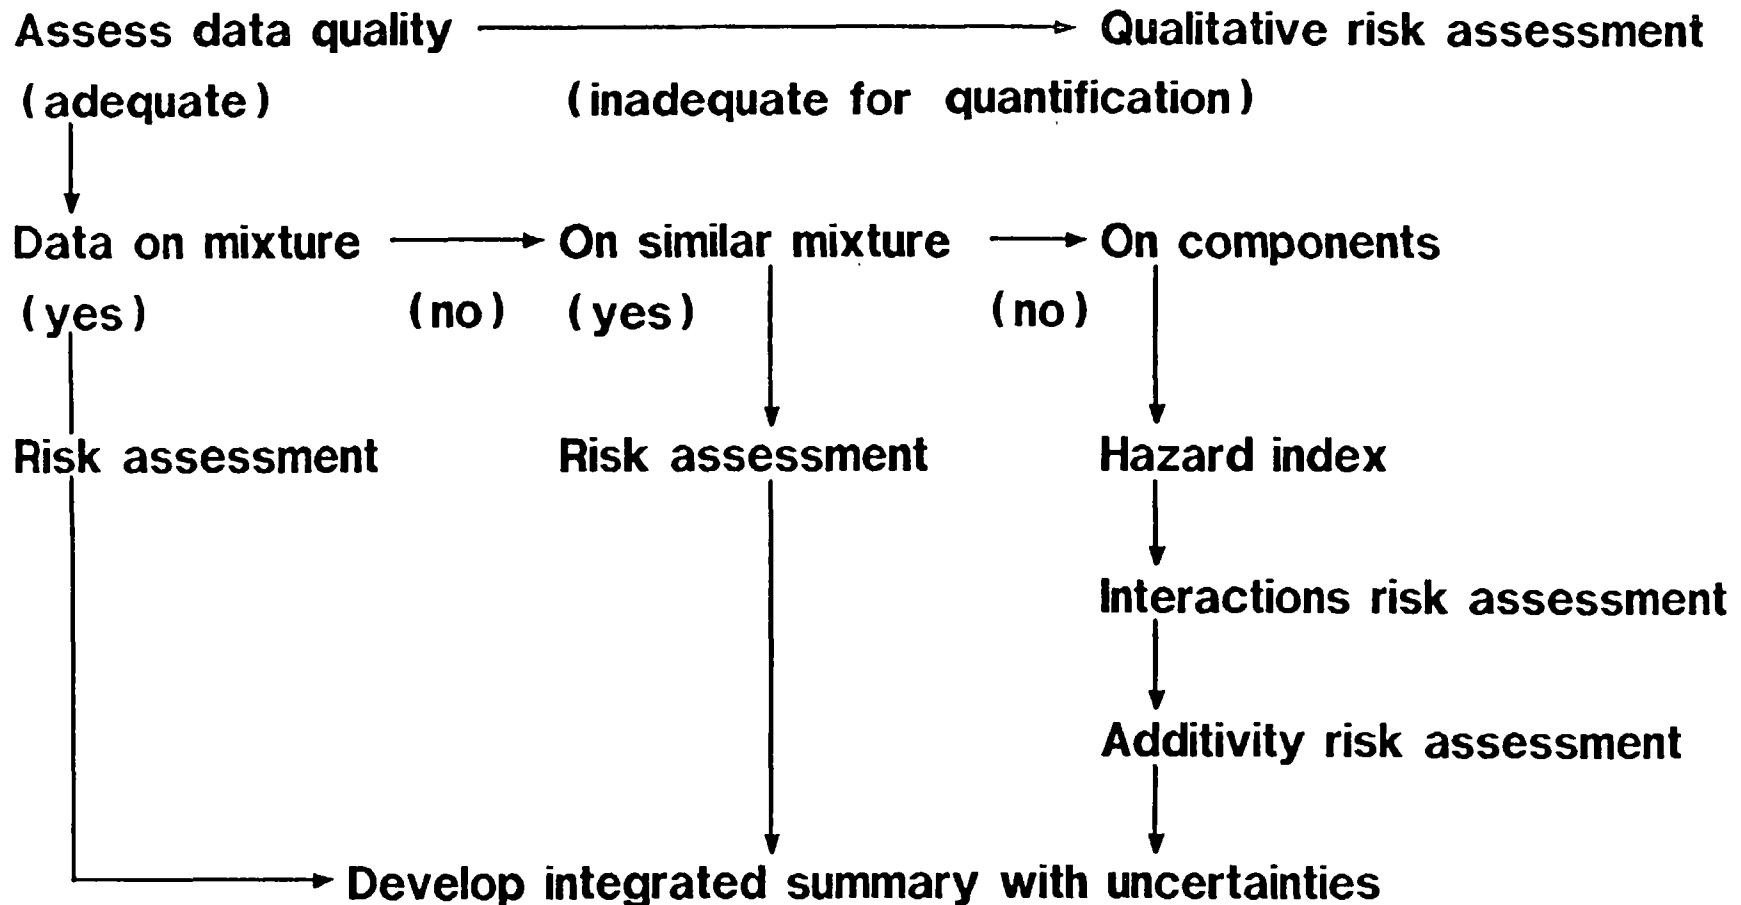 Assess data quality Qualitative risk assessment
(adequate) (inadequate for quantification)
Data on mixture On similar mixture On components
(yes) (no) (yes) (no)
Risk assessment Risk assessment Hazard index
Interactions risk assessment
Additivity risk assessment
Develop integrated summary with uncertainties